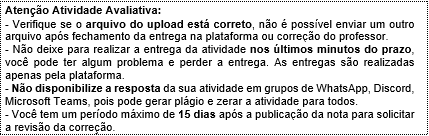 Atenção Atividade Avaliativa:
- Verifique se o arquivo do upload está correto, não é possível enviar um outro
arquivo após fechamento da entrega na plataforma ou correção do professor.
- Não deixe para realizar a entrega da atividade nos últimos minutos do prazo,
você pode ter algum problema e perder a entrega. As entregas são realizadas
apenas pela plataforma.
- Não disponibilize a resposta da sua atividade em grupos de WhatsApp, Discord,
Microsoft Teams, pois pode gerar plágio e zerar a atividade para todos.
- Você tem um período máximo de 15 dias após a publicação da nota para solicitar
a revisão da correção.